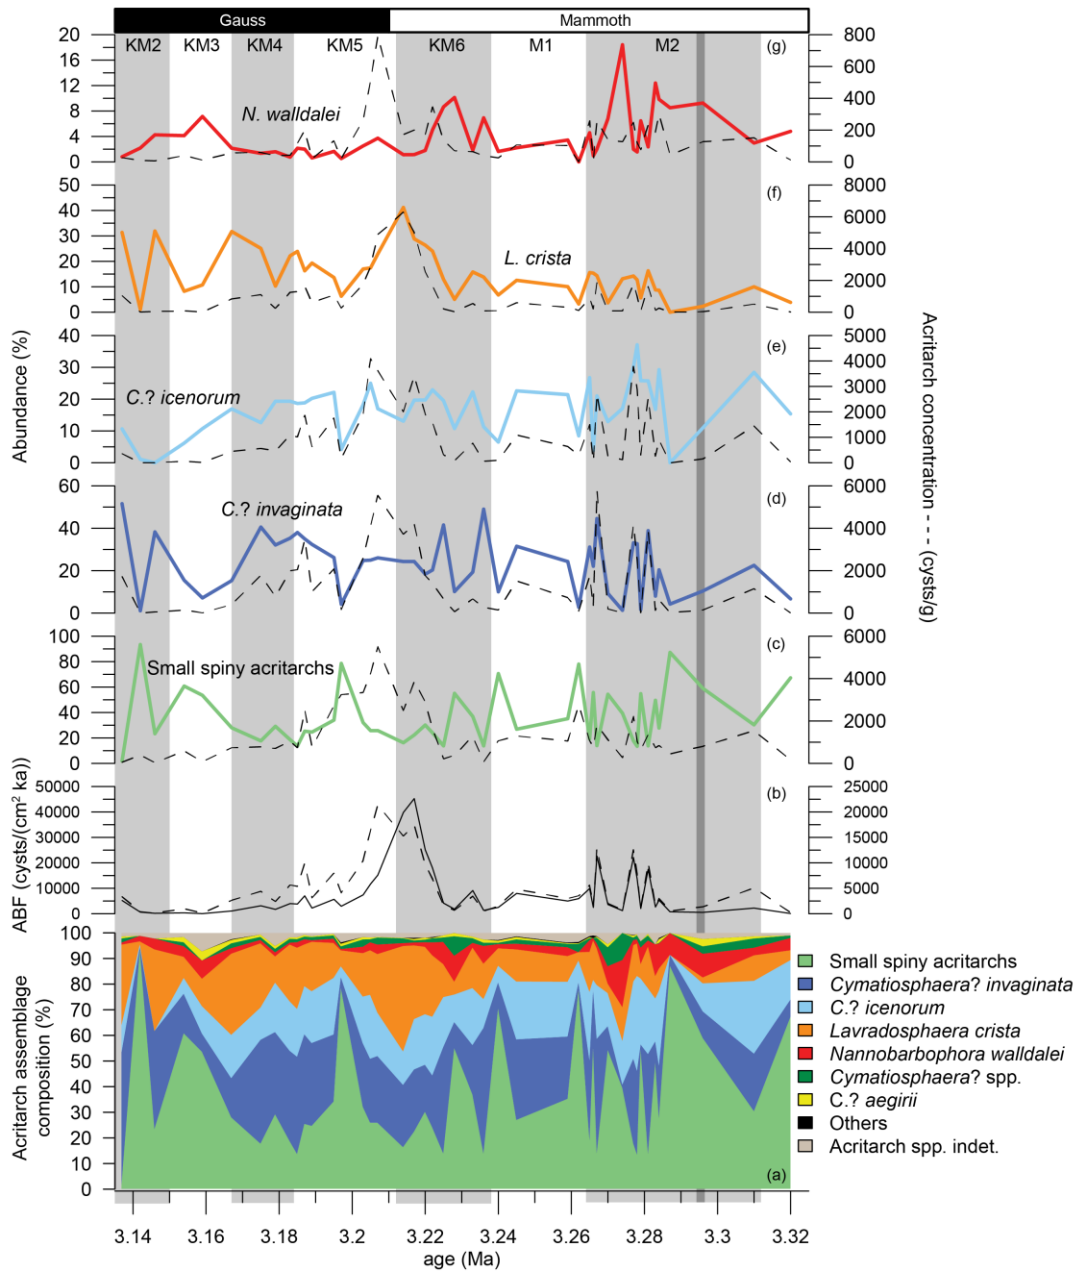 Gauss Mammoth
KM2 KM3 KM4 KM5 KM6 M1 M2 (g)
20 16 12 8 4 0
N. walldalei
800 600 400 200 0
50 40 30 20 10 0
(f)
L. crista
8000 6000 4000 2000 0
40 30 20 10 0
(e)
C.? icenorum
5000 4000 3000 2000 1000 0
60 40 20 0
(d)
C.? invaginata
6000 4000 2000 0
100 80 60 40 20 0
(c)
Small spiny acritarchs
6000 4000 2000 0
Abundance (%)
Acritarch concentration - - - (cysts/g)
50000 40000 30000 20000 10000 0
(b)
25000 20000 15000 10000 5000 0
ABF (cysts/(cm² ka))
100 90 80 70 60 50 40 30 20 10 0
(a)
Acritarch assemblage
composition (%)
Small spiny acritarchs
Cymatiosphaera? invaginata
C.? icenorum
Lavradosphaera crista
Nannobarbophora walldalei
Cymatiosphaera? spp.
C.? aegirii
Others
Acritarch spp. indet.
3.14 3.16 3.18 3.2 3.22 3.24 3.26 3.28 3.3 3.32
age (Ma)